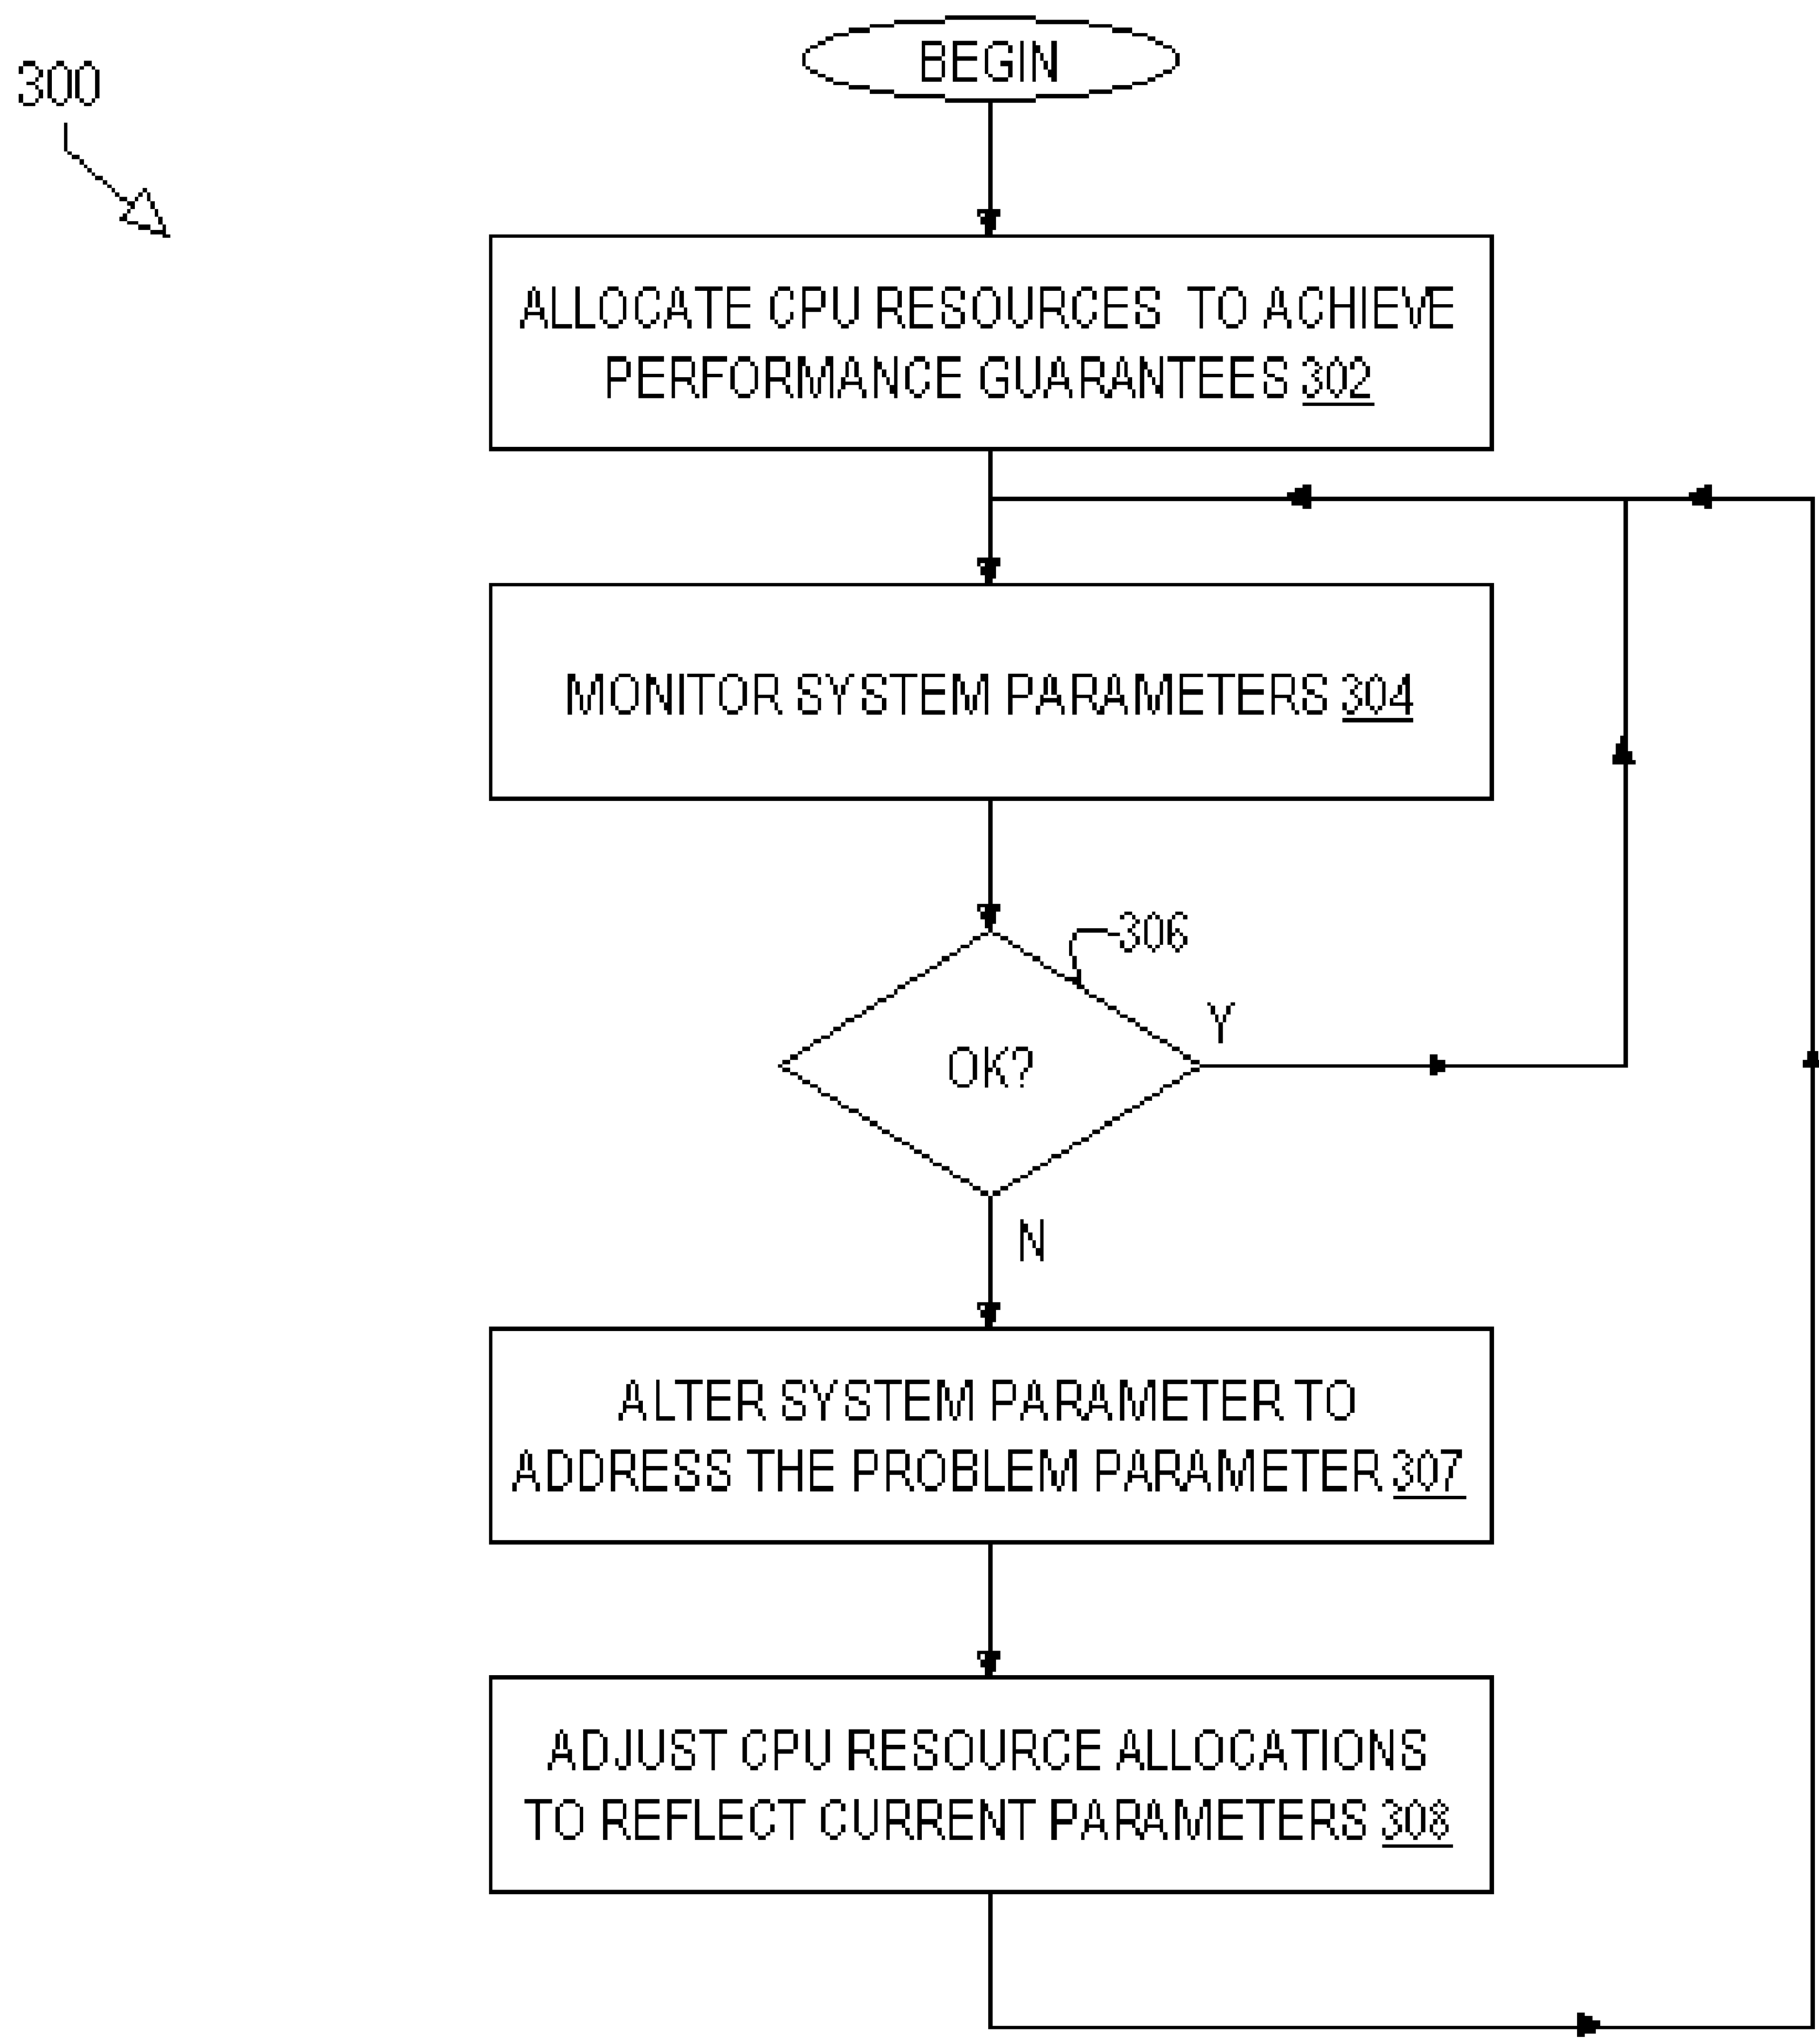 BEGIN
300
ALLOCATE CPU RESOURCES TO ACHIEVE
PERFORMANCE GUARANTEES 302
MONITOR SYSTEM PARAMETERS 304
306
Y
OK?
N
ALTER SYSTEM PARAMETER TO
ADDRESS THE PROBLEM PARAMETER 307
ADJUST CPU RESOURCE ALLOCATIONS
TO REFLECT CURRENT PARAMETERS 308